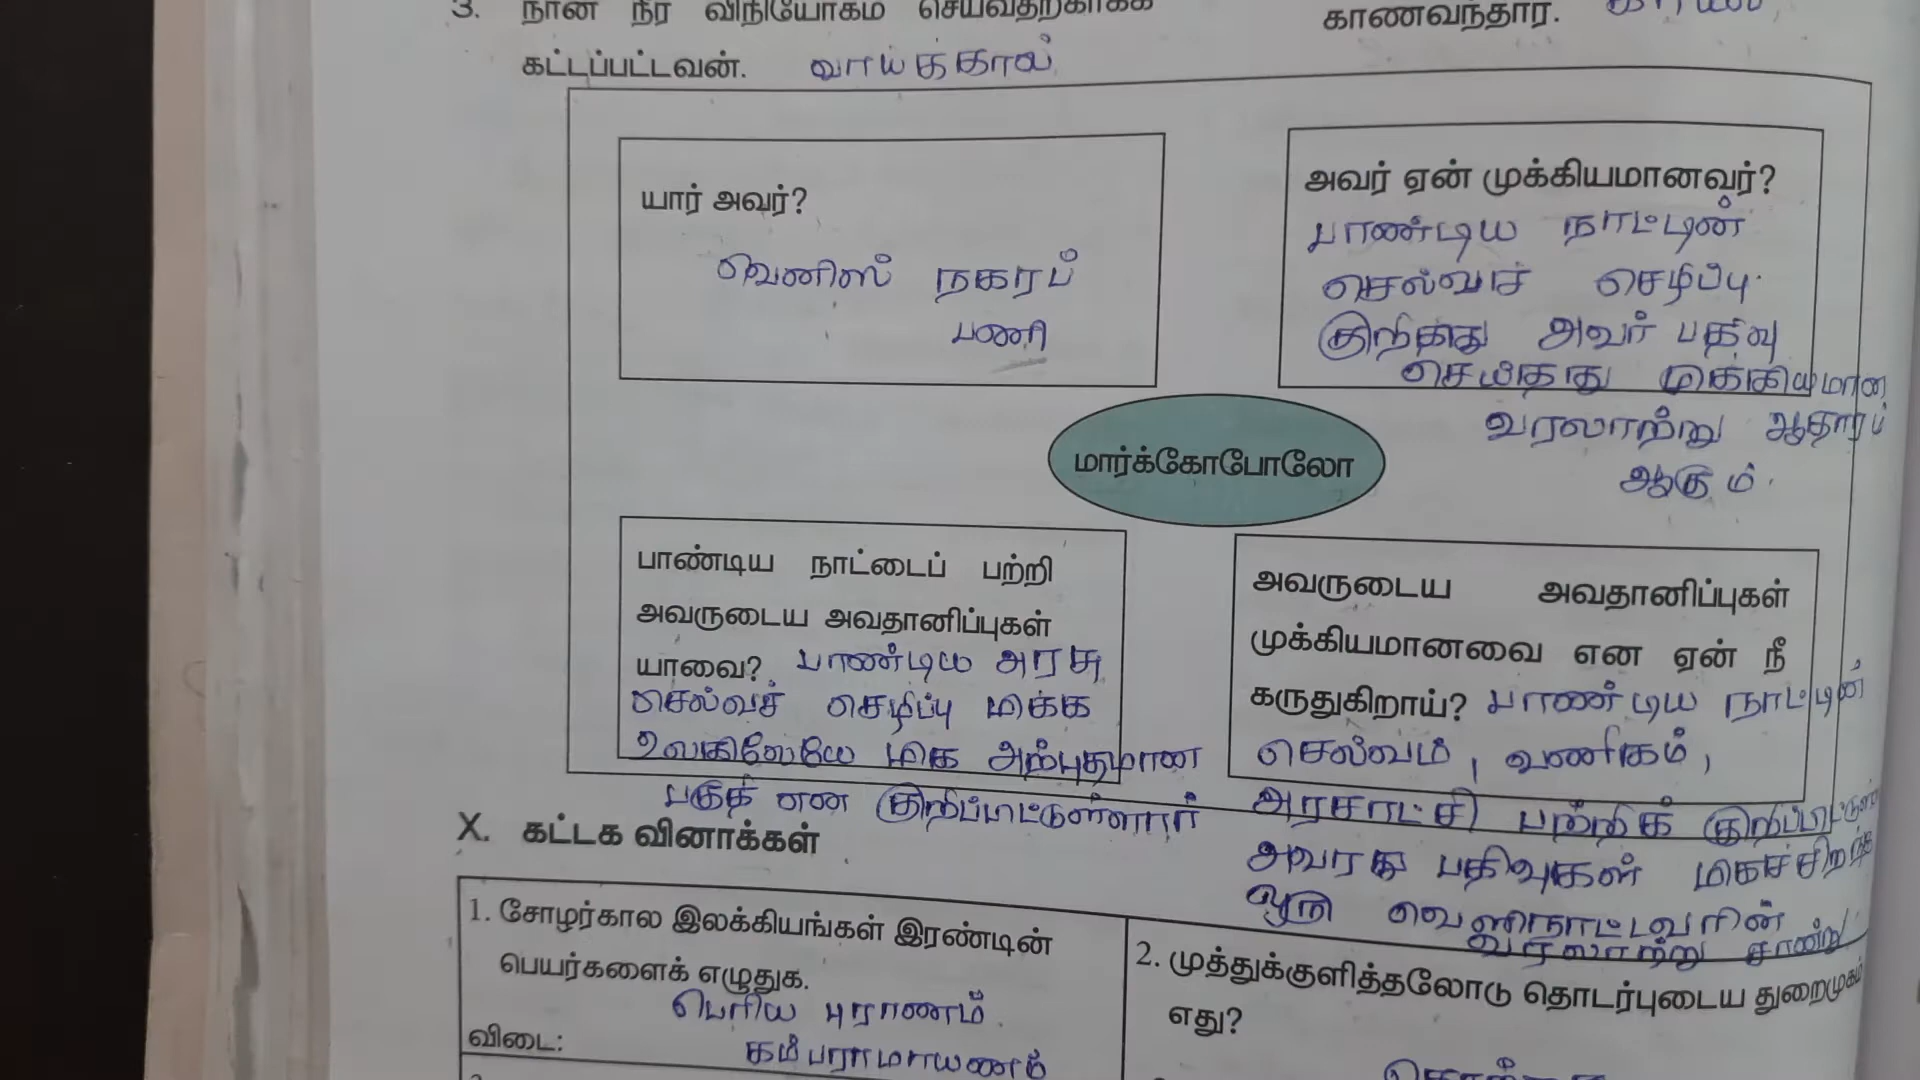 3. நான் நீர் விநியோகம் செய்வதற்காகக்
கட்டப்பட்டவன். வாய்க்கால்
காணவந்தார்.
யார் அவர்?
வெனிஸ் நகரப்
பணி
அவர் ஏன் முக்கியமானவர்?
பாண்டிய நாட்டின்
செல்வச் செழிப்பு
குறித்து அவர் பதிவு
செய்தது முக்கியமான
வரலாற்று ஆதாரம்
ஆகும்.
மார்க்கோபோலோ
பாண்டிய நாட்டைப் பற்றி
அவருடைய அவதானிப்புகள்
யாவை? பாண்டிய அரசு
செல்வச் செழிப்பு மிக்க
உலகிலேயே மிக அற்புதமான
பகுதி என குறிப்பிட்டுள்ளார்
அவருடைய அவதானிப்புகள்
முக்கியமானவை என ஏன் நீ
கருதுகிறாய்? பாண்டிய நாட்டின்
செல்வம், வணிகம்,
அரசாட்சி பற்றிக்
அவரது பதிவுகள் மிகச்சிறந்த
ஒரு வெளிநாட்டவரின்
வரலாற்று சான்று
X. கட்டக வினாக்கள்
1. சோழர்கால இலக்கியங்கள் இரண்டின்
பெயர்களைக் எழுதுக.
பெரிய புராணம்
விடை: கம்பராமாயணம்
2. முத்துக்குளித்தலோடு தொடர்புடைய துறைமுகம்
எது?